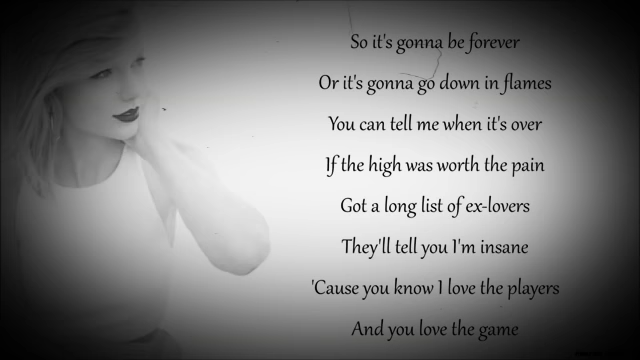 So it's gonna be forever
Or it's gonna go down in flames
You can tell me when it's over
If the high was worth the pain
Got a long list of ex-lovers
They'll tell you I'm insane
'Cause you know I love the players
And you love the game